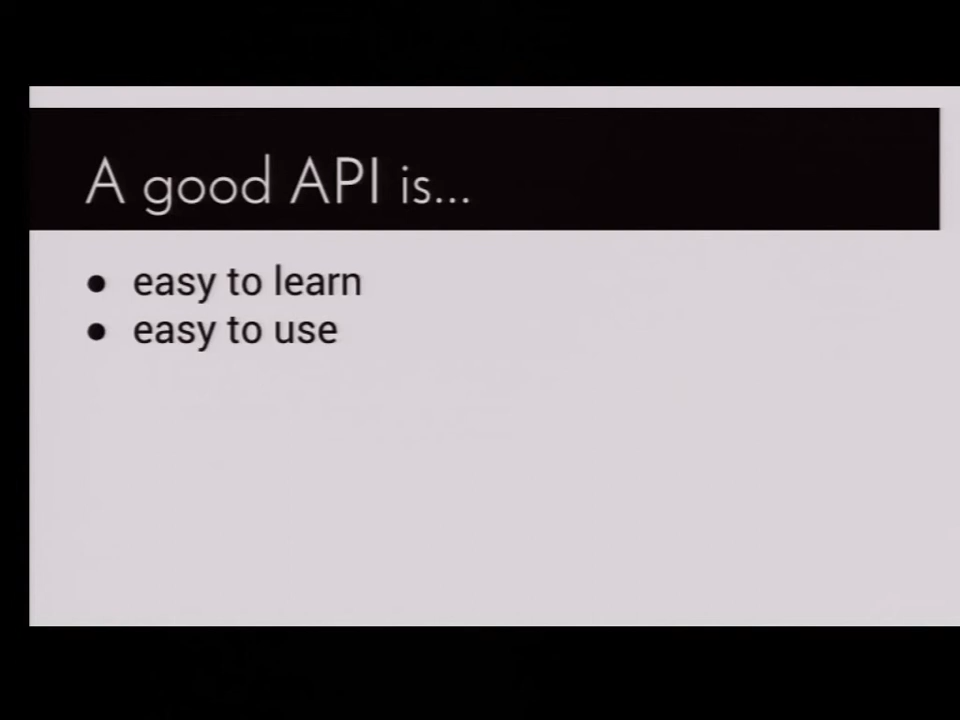 A good API is...
● easy to learn
● easy to use